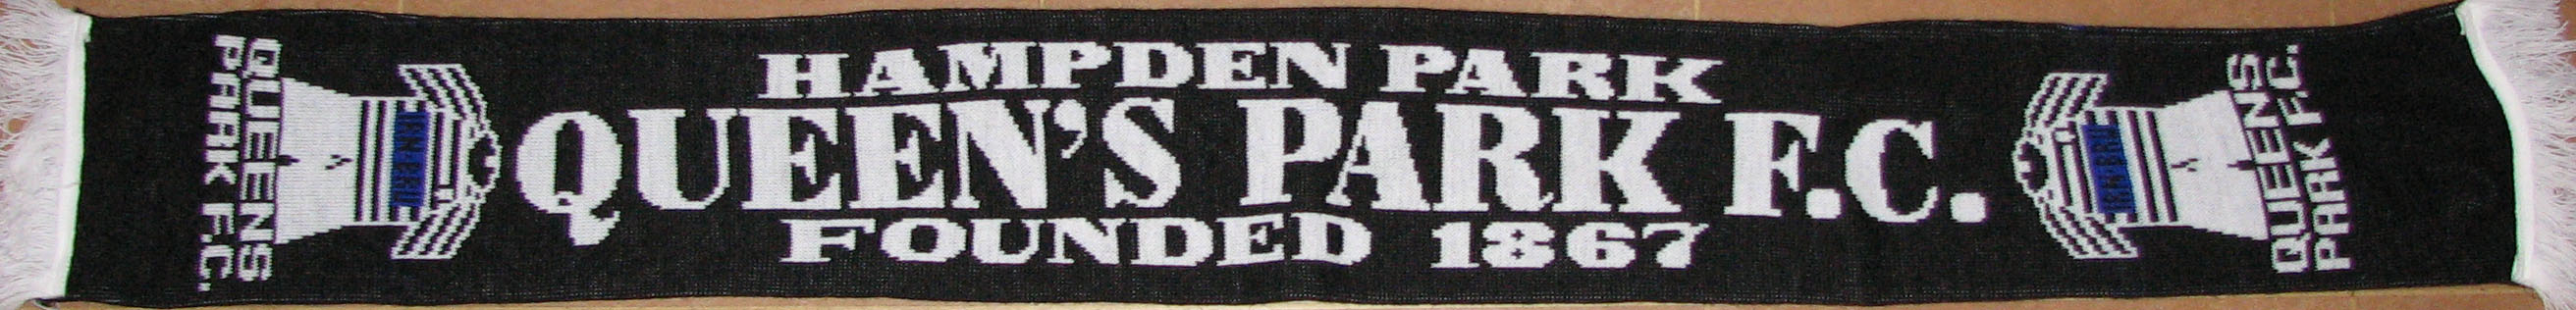 QUEENS
PARK F.C.
HAMPDEN PARK
QUEEN'S PARK F.C.
FOUNDED 1867
QUEENS
PARK F.C.